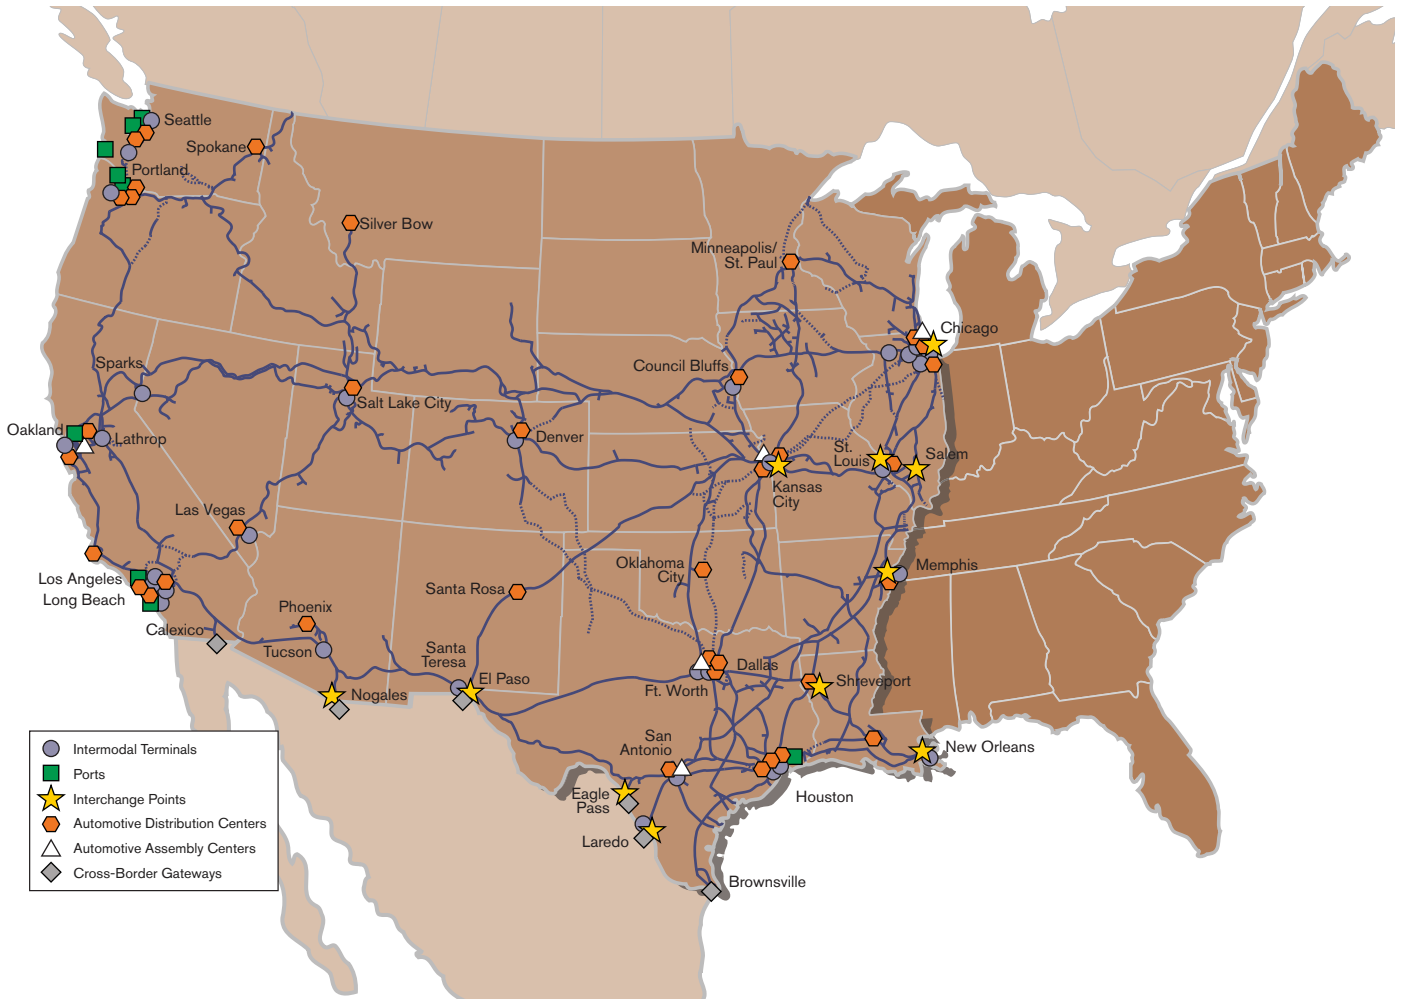 Seattle
Spokane
Portland
Silver Bow
Minneapolis/
St. Paul
Chicago
Sparks
Council Bluffs
Salt Lake City
Oakland
Lathrop
Denver
St.
Louis
Salem
Kansas
City
Las Vegas
Oklahoma
City
Memphis
Los Angeles
Long Beach
Santa Rosa
Phoenix
Calexico
Tucson
Santa
Teresa
El Paso
Dallas
Nogales
Ft. Worth
Shreveport
San
Antonio
New Orleans
Eagle
Pass
Houston
Laredo
Brownsville
Intermodal Terminals
Ports
Interchange Points
Automotive Distribution Centers
Automotive Assembly Centers
Cross-Border Gateways